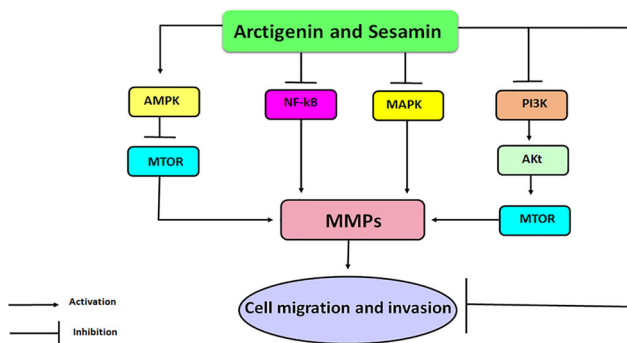 Arctigenin and Sesamin
AMPK
NF-kB
MAPK
PI3K
MTOR
AKt
MMPs
MTOR
Cell migration and invasion
Activation
Inhibition